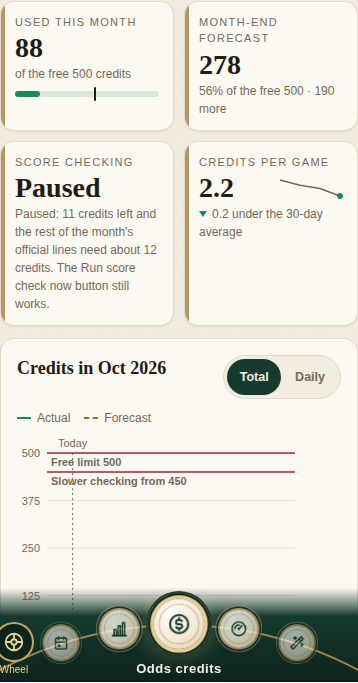 USED THIS MONTH
88
of the free 500 credits
MONTH-END
FORECAST
278
56% of the free 500 · 190
more
SCORE CHECKING
Paused
Paused: 11 credits left and
the rest of the month's
official lines need about 12
credits. The Run score
check now button still
works.
CREDITS PER GAME
2.2
0.2 under the 30-day
average
Credits in Oct 2026
Total
Daily
Actual
Forecast
Today
500
Free limit 500
Slower checking from 450
375
250
125
Wheel
Odds credits